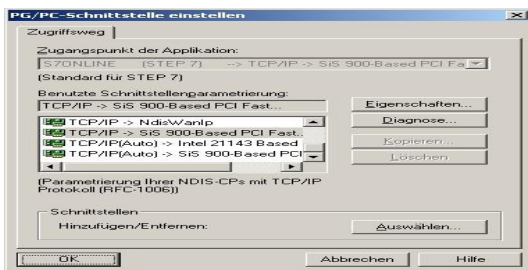 PG/PC-Schnittstelle einstellen
Zugriffsweg
Zugangspunkt der Applikation:
S7ONLINE (STEP 7) --> TCP/IP -> SiS 900-Based PCI Fa
(Standard für STEP 7)
Benutzte Schnittstellenparametrierung:
TCP/IP -> SiS 900-Based PCI Fast...
Eigenschaften...
TCP/IP -> NdisWanIp
Diagnose...
TCP/IP -> SiS 900-Based PCI Fast..
TCP/IP(Auto) -> Intel 21143 Based
Kopieren...
TCP/IP(Auto) -> SiS 900-Based PCI
Löschen
(Parametrierung Ihrer NDIS-CPs mit TCP/IP
Protokoll (RFC-1006))
Schnittstellen
Hinzufügen/Entfernen:
Auswählen...
OK
Abbrechen
Hilfe